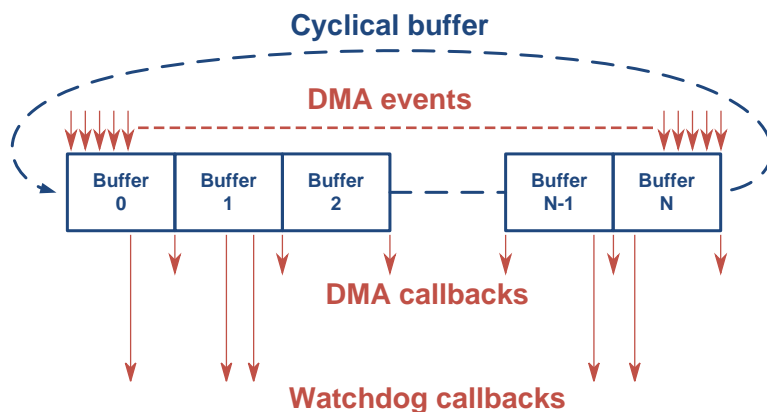 Cyclical buffer
DMA events
Buffer
0
Buffer
1
Buffer
2
Buffer
N-1
Buffer
N
DMA callbacks
Watchdog callbacks